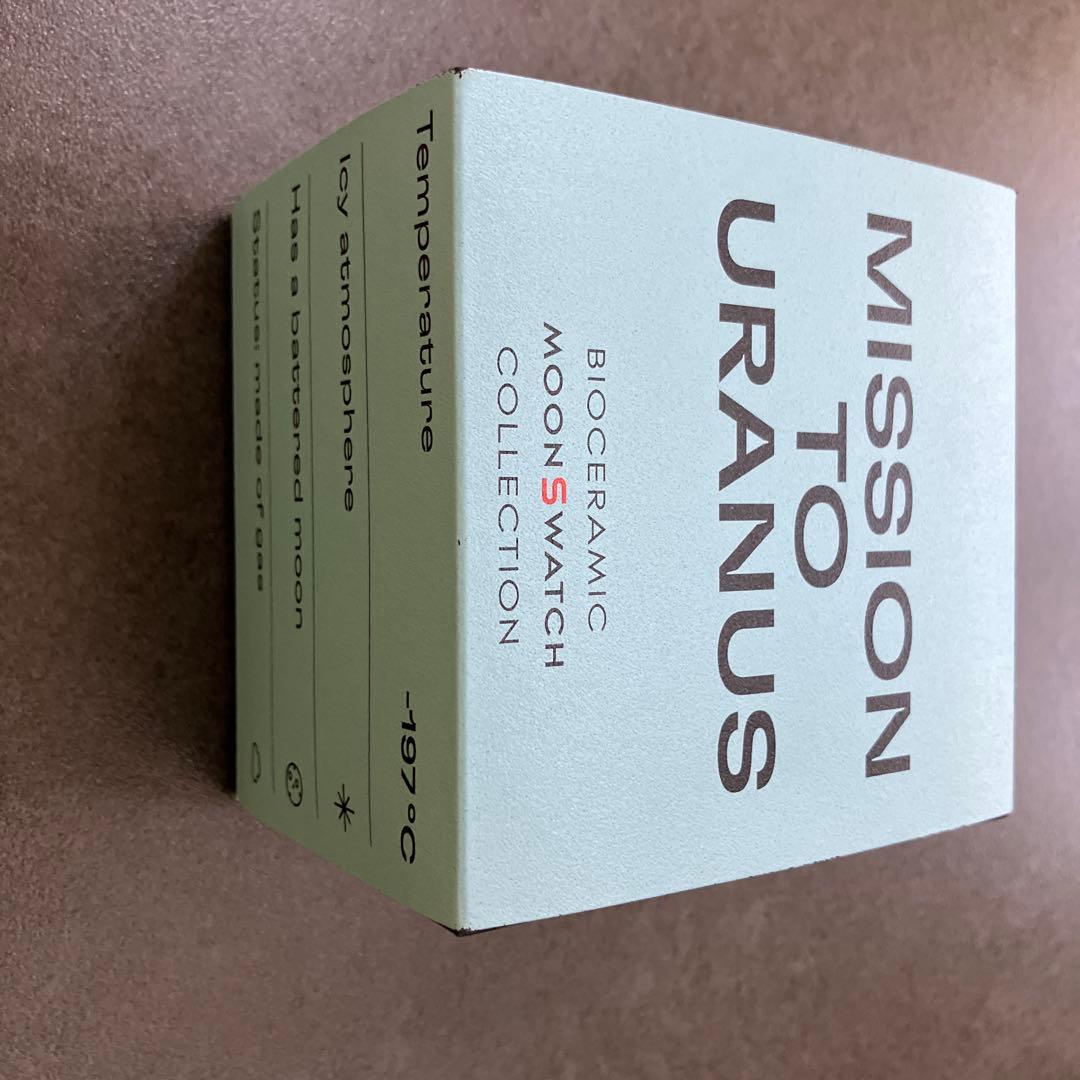 MISSION
TO
URANUS
BIOCERAMIC
MOONSWATCH
COLLECTION
Temperature -197°C
Icy atmosphere
Has a battered moon
Status: made of gas